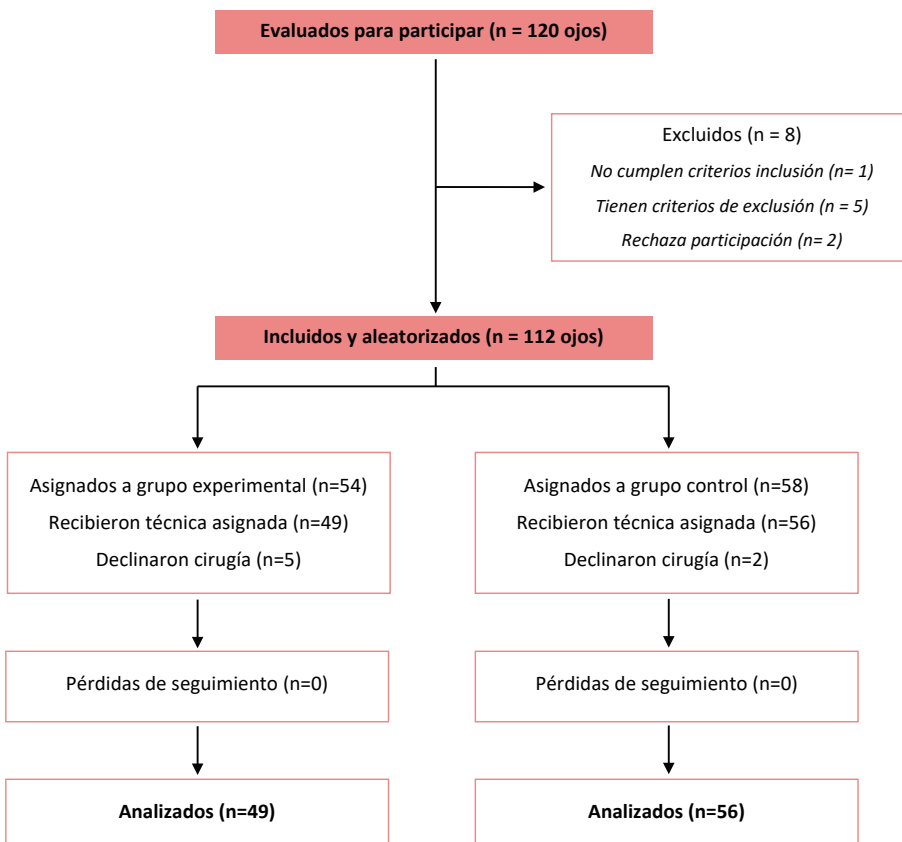 Evaluados para participar (n = 120 ojos)
Excluidos (n = 8)
No cumplen criterios inclusión (n= 1)
Tienen criterios de exclusión (n = 5)
Rechaza participación (n= 2)
Incluidos y aleatorizados (n = 112 ojos)
Asignados a grupo experimental (n=54)
Recibieron técnica asignada (n=49)
Declinaron cirugía (n=5)
Asignados a grupo control (n=58)
Recibieron técnica asignada (n=56)
Declinaron cirugía (n=2)
Pérdidas de seguimiento (n=0)
Pérdidas de seguimiento (n=0)
Analizados (n=49)
Analizados (n=56)